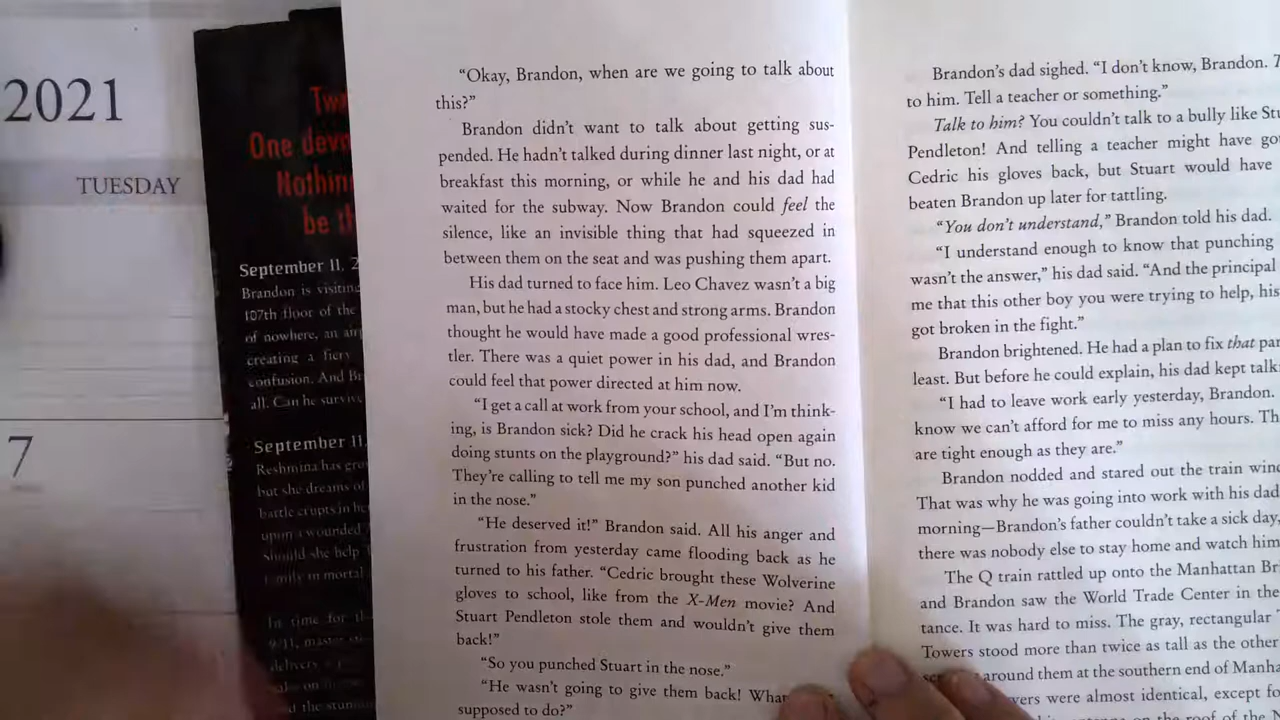 2021
TUESDAY
7
Tw
One devo
Nothin
be th
September 11, 2
Brandon is visiting
107th floor of the
of nowhere, an
creating a fiery
confusion. And Br
all. Can he survive
September 11,
Reshmina has gro
but she dreams of
battle erupts in he
upon a wounded
Should she help
family in mortal
In time for th
9/11, master
delivers
"Okay, Brandon, when are we going to talk about
this?"
Brandon didn't want to talk about getting sus-
pended. He hadn't talked during dinner last night, or at
breakfast this morning, or while he and his dad had
waited for the subway. Now Brandon could feel the
silence, like an invisible thing that had squeezed in
between them on the seat and was pushing them apart.
His dad turned to face him. Leo Chavez wasn't a big
man, but he had a stocky chest and strong arms. Brandon
thought he would have made a good professional wres-
tler. There was a quiet power in his dad, and Brandon
could feel that power directed at him now.
"I get a call at work from your school, and I'm think-
ing, is Brandon sick? Did he crack his head open again
doing stunts on the playground?" his dad said. "But no.
They're calling to tell me my son punched another kid
in the nose."
"He deserved it!" Brandon said. All his anger and
frustration from yesterday came flooding back as he
turned to his father. "Cedric brought these Wolverine
gloves to school, like from the X-Men movie? And
Stuart Pendleton stole them and wouldn't give them
back!"
"So you punched Stuart in the nose."
"He wasn't going to give them back! What
supposed to do?"
Brandon's dad sighed. "I don't know, Brandon. T
to him. Tell a teacher or something."
Talk to him? You couldn't talk to a bully like Stu
Pendleton! And telling a teacher might have go
Cedric his gloves back, but Stuart would have
beaten Brandon up later for tattling.
"You don't understand," Brandon told his dad.
"I understand enough to know that punching
wasn't the answer," his dad said. "And the principal
me that this other boy you were trying to help, his
got broken in the fight."
Brandon brightened. He had a plan to fix that par
least. But before he could explain, his dad kept talk
"I had to leave work early yesterday, Brandon.
know we can't afford for me to miss any hours. Th
are tight enough as they are."
Brandon nodded and stared out the train wind
That was why he was going into work with his dad
morning—Brandon's father couldn't take a sick day,
there was nobody else to stay home and watch him
The Q train rattled up onto the Manhattan Br
and Brandon saw the World Trade Center in the
tance. It was hard to miss. The gray, rectangular
Towers stood more than twice as tall as the other
around them at the southern end of Manha
wers were almost identical, except fo
on the roof of the N